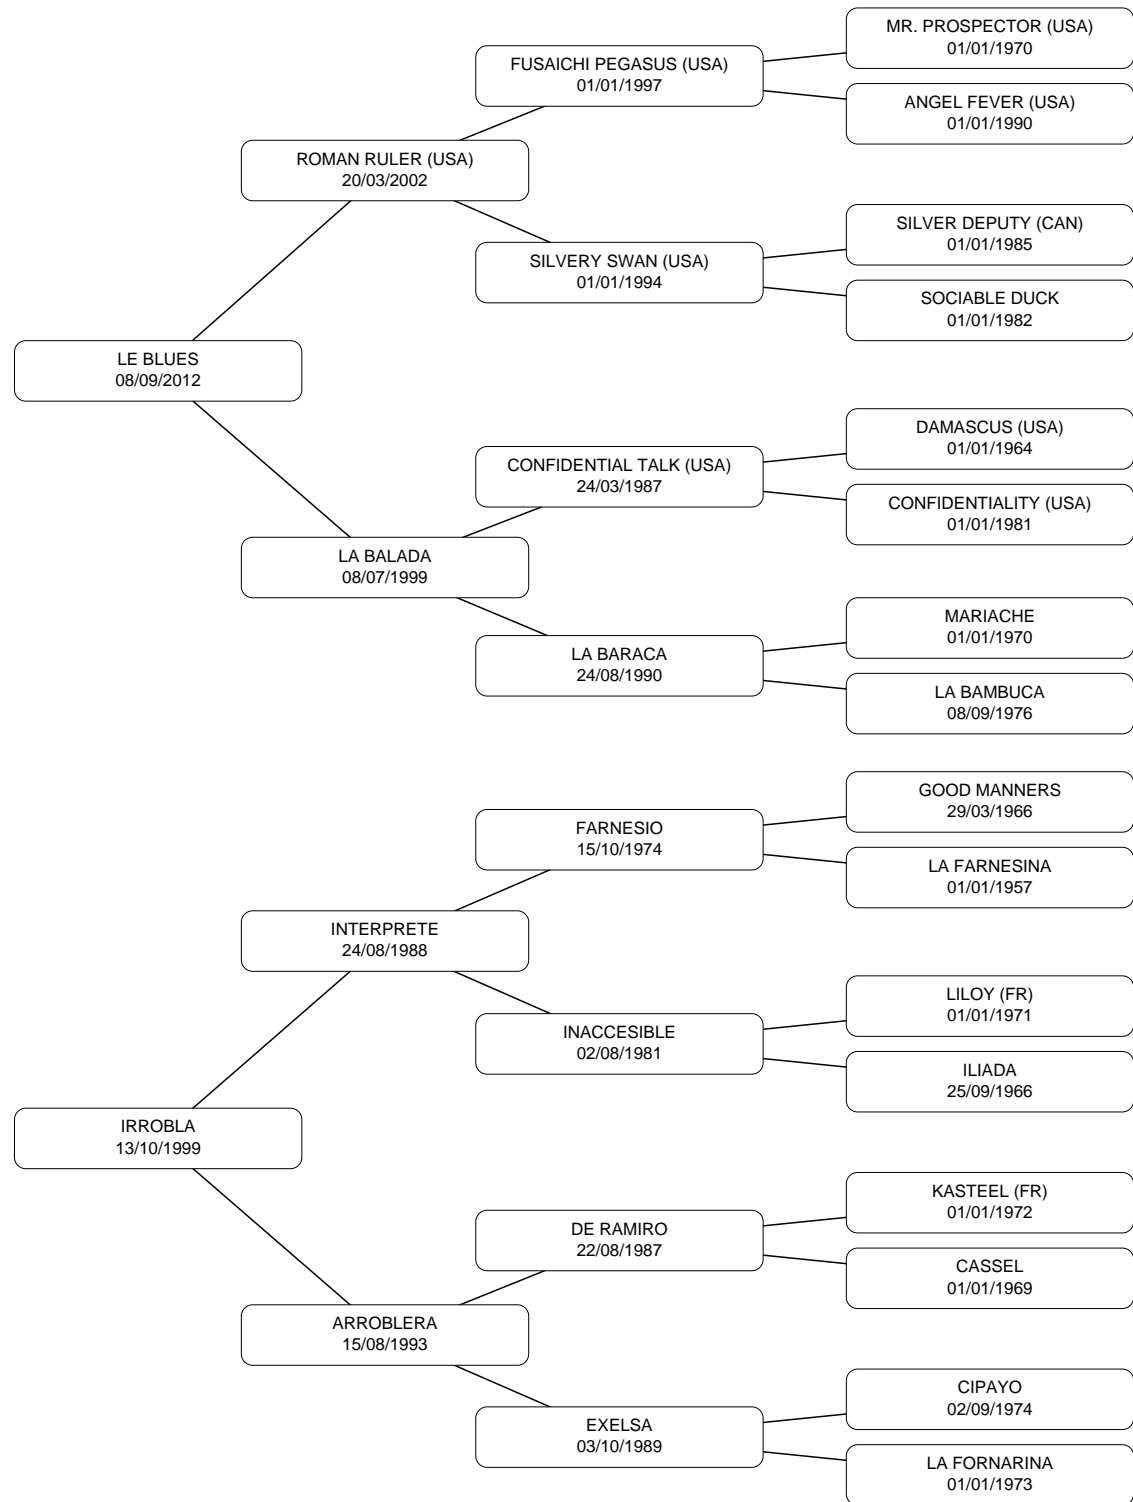 MR. PROSPECTOR (USA)
01/01/1970
FUSAICHI PEGASUS (USA)
01/01/1997
ANGEL FEVER (USA)
01/01/1990
ROMAN RULER (USA)
20/03/2002
SILVER DEPUTY (CAN)
01/01/1985
SILVERY SWAN (USA)
01/01/1994
SOCIABLE DUCK
01/01/1982
LE BLUES
08/09/2012
DAMASCUS (USA)
01/01/1964
CONFIDENTIAL TALK (USA)
24/03/1987
CONFIDENTIALITY (USA)
01/01/1981
LA BALADA
08/07/1999
MARIACHE
01/01/1970
LA BARACA
24/08/1990
LA BAMBUCA
08/09/1976
GOOD MANNERS
29/03/1966
FARNESIO
15/10/1974
LA FARNESINA
01/01/1957
INTERPRETE
24/08/1988
LILOY (FR)
01/01/1971
INACCESIBLE
02/08/1981
ILIADA
25/09/1966
IRROBLA
13/10/1999
KASTEEL (FR)
01/01/1972
DE RAMIRO
22/08/1987
CASSEL
01/01/1969
ARROBLERA
15/08/1993
CIPAYO
02/09/1974
EXELSA
03/10/1989
LA FORNARINA
01/01/1973